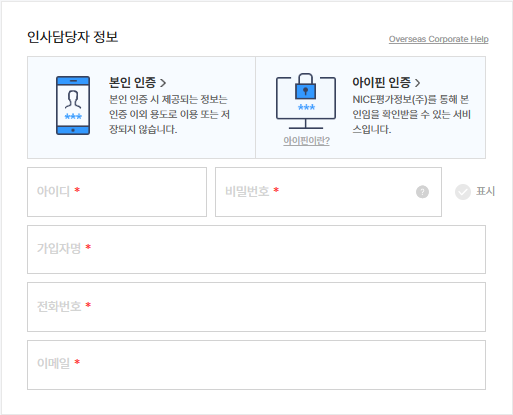 인사담당자 정보
Overseas Corporate Help
본인 인증 >
본인 인증 시 제공되는 정보는
인증 이외 용도로 이용 또는 저
장되지 않습니다.
***
아이핀 인증 >
NICE평가정보(주)를 통해 본
인임을 확인받을 수 있는 서비
스입니다.
***
아이핀이란?
아이디 *
비밀번호 *
?
표시
가입자명 *
전화번호 *
이메일 *